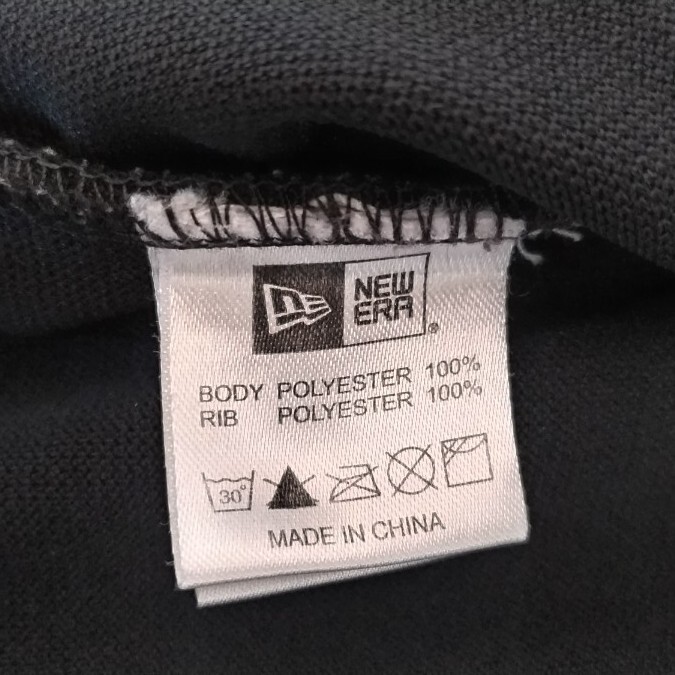 NEW
ERA®
BODY POLYESTER 100%
RIB POLYESTER 100%
30°
MADE IN CHINA